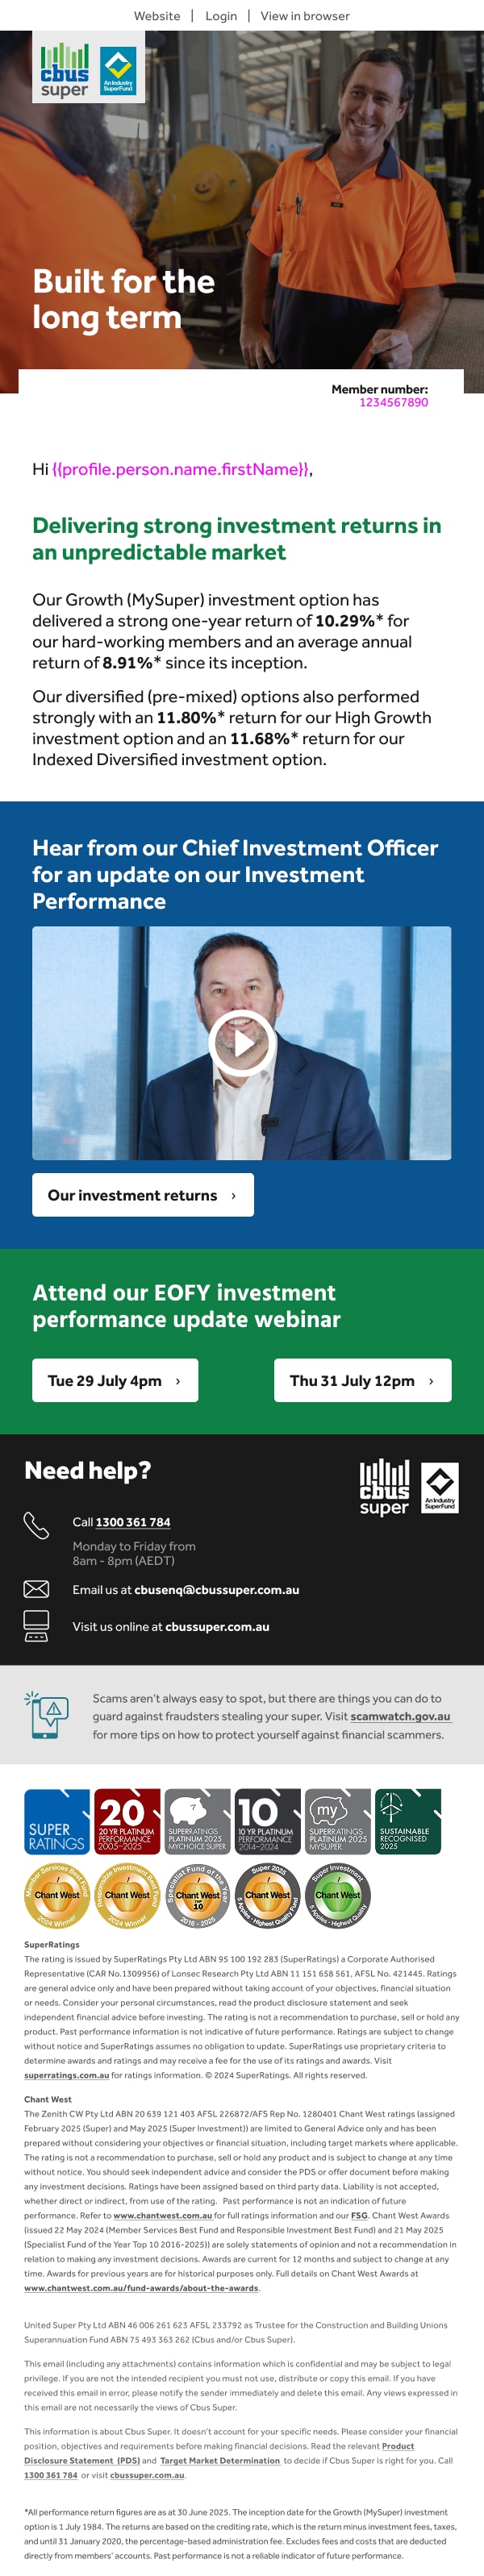 Website | Login | View in browser
cbus
super
An Industry
SuperFund
Built for the
long term
Member number:
1234567890
Hi {{profile.person.name.firstName}},
Delivering strong investment returns in
an unpredictable market
Our Growth (MySuper) investment option has
delivered a strong one-year return of 10.29%* for
our hard-working members and an average annual
return of 8.91%* since its inception.
Our diversified (pre-mixed) options also performed
strongly with an 11.80%* return for our High Growth
investment option and an 11.68%* return for our
Indexed Diversified investment option.
Hear from our Chief Investment Officer
for an update on our Investment
Performance
Our investment returns ›
Attend our EOFY investment
performance update webinar
Tue 29 July 4pm ›
Thu 31 July 12pm ›
Need help?
cbus
super
An Industry
SuperFund
Call 1300 361 784
Monday to Friday from
8am - 8pm (AEDT)
Email us at cbusenq@cbussuper.com.au
Visit us online at cbussuper.com.au
Scams aren't always easy to spot, but there are things you can do to
guard against fraudsters stealing your super. Visit scamwatch.gov.au
for more tips on how to protect yourself against financial scammers.
SUPER
RATINGS
20
20 YR PLATINUM
PERFORMANCE
2005–2025
?
SUPERRATINGS
PLATINUM 2025
MYCHOICE SUPER
10
10 YR PLATINUM
PERFORMANCE
2014–2024
my
SUPERRATINGS
PLATINUM 2025
MYSUPER
SUSTAINABLE
RECOGNISED
2025
Member Services Best Fund
Chant West
2024 Winner
Responsible Investment Best Fund
Chant West
2024 Winner
Specialist Fund of the Year
Chant West
TOP
10
2016 - 2025
Super 2025
Chant West
5 Apples - Highest Quality Fund
Super Investment
Chant West
5 Apples - Highest Quality
SuperRatings
The rating is issued by SuperRatings Pty Ltd ABN 95 100 192 283 (SuperRatings) a Corporate Authorised
Representative (CAR No.1309956) of Lonsec Research Pty Ltd ABN 11 151 658 561, AFSL No. 421445. Ratings
are general advice only and have been prepared without taking account of your objectives, financial situation
or needs. Consider your personal circumstances, read the product disclosure statement and seek
independent financial advice before investing. The rating is not a recommendation to purchase, sell or hold any
product. Past performance information is not indicative of future performance. Ratings are subject to change
without notice and SuperRatings assumes no obligation to update. SuperRatings use proprietary criteria to
determine awards and ratings and may receive a fee for the use of its ratings and awards. Visit
superratings.com.au for ratings information. © 2024 SuperRatings. All rights reserved.
Chant West
The Zenith CW Pty Ltd ABN 20 639 121 403 AFSL 226872/AFS Rep No. 1280401 Chant West ratings (assigned
February 2025 (Super) and May 2025 (Super Investment)) are limited to General Advice only and has been
prepared without considering your objectives or financial situation, including target markets where applicable.
The rating is not a recommendation to purchase, sell or hold any product and is subject to change at any time
without notice. You should seek independent advice and consider the PDS or offer document before making
any investment decisions. Ratings have been assigned based on third party data. Liability is not accepted,
whether direct or indirect, from use of the rating. Past performance is not an indication of future
performance. Refer to www.chantwest.com.au for full ratings information and our FSG. Chant West Awards
(issued 22 May 2024 (Member Services Best Fund and Responsible Investment Best Fund) and 21 May 2025
(Specialist Fund of the Year Top 10 2016-2025)) are solely statements of opinion and not a recommendation in
relation to making any investment decisions. Awards are current for 12 months and subject to change at any
time. Awards for previous years are for historical purposes only. Full details on Chant West Awards at
www.chantwest.com.au/fund-awards/about-the-awards.
United Super Pty Ltd ABN 46 006 261 623 AFSL 233792 as Trustee for the Construction and Building Unions
Superannuation Fund ABN 75 493 363 262 (Cbus and/or Cbus Super).
This email (including any attachments) contains information which is confidential and may be subject to legal
privilege. If you are not the intended recipient you must not use, distribute or copy this email. If you have
received this email in error, please notify the sender immediately and delete this email. Any views expressed in
this email are not necessarily the views of Cbus Super.
This information is about Cbus Super. It doesn't account for your specific needs. Please consider your financial
position, objectives and requirements before making financial decisions. Read the relevant Product
Disclosure Statement (PDS) and Target Market Determination to decide if Cbus Super is right for you. Call
1300 361 784 or visit cbussuper.com.au.
*All performance return figures are as at 30 June 2025. The inception date for the Growth (MySuper) investment
option is 1 July 1984. The returns are based on the crediting rate, which is the return minus investment fees, taxes,
and until 31 January 2020, the percentage-based administration fee. Excludes fees and costs that are deducted
directly from members' accounts. Past performance is not a reliable indicator of future performance.